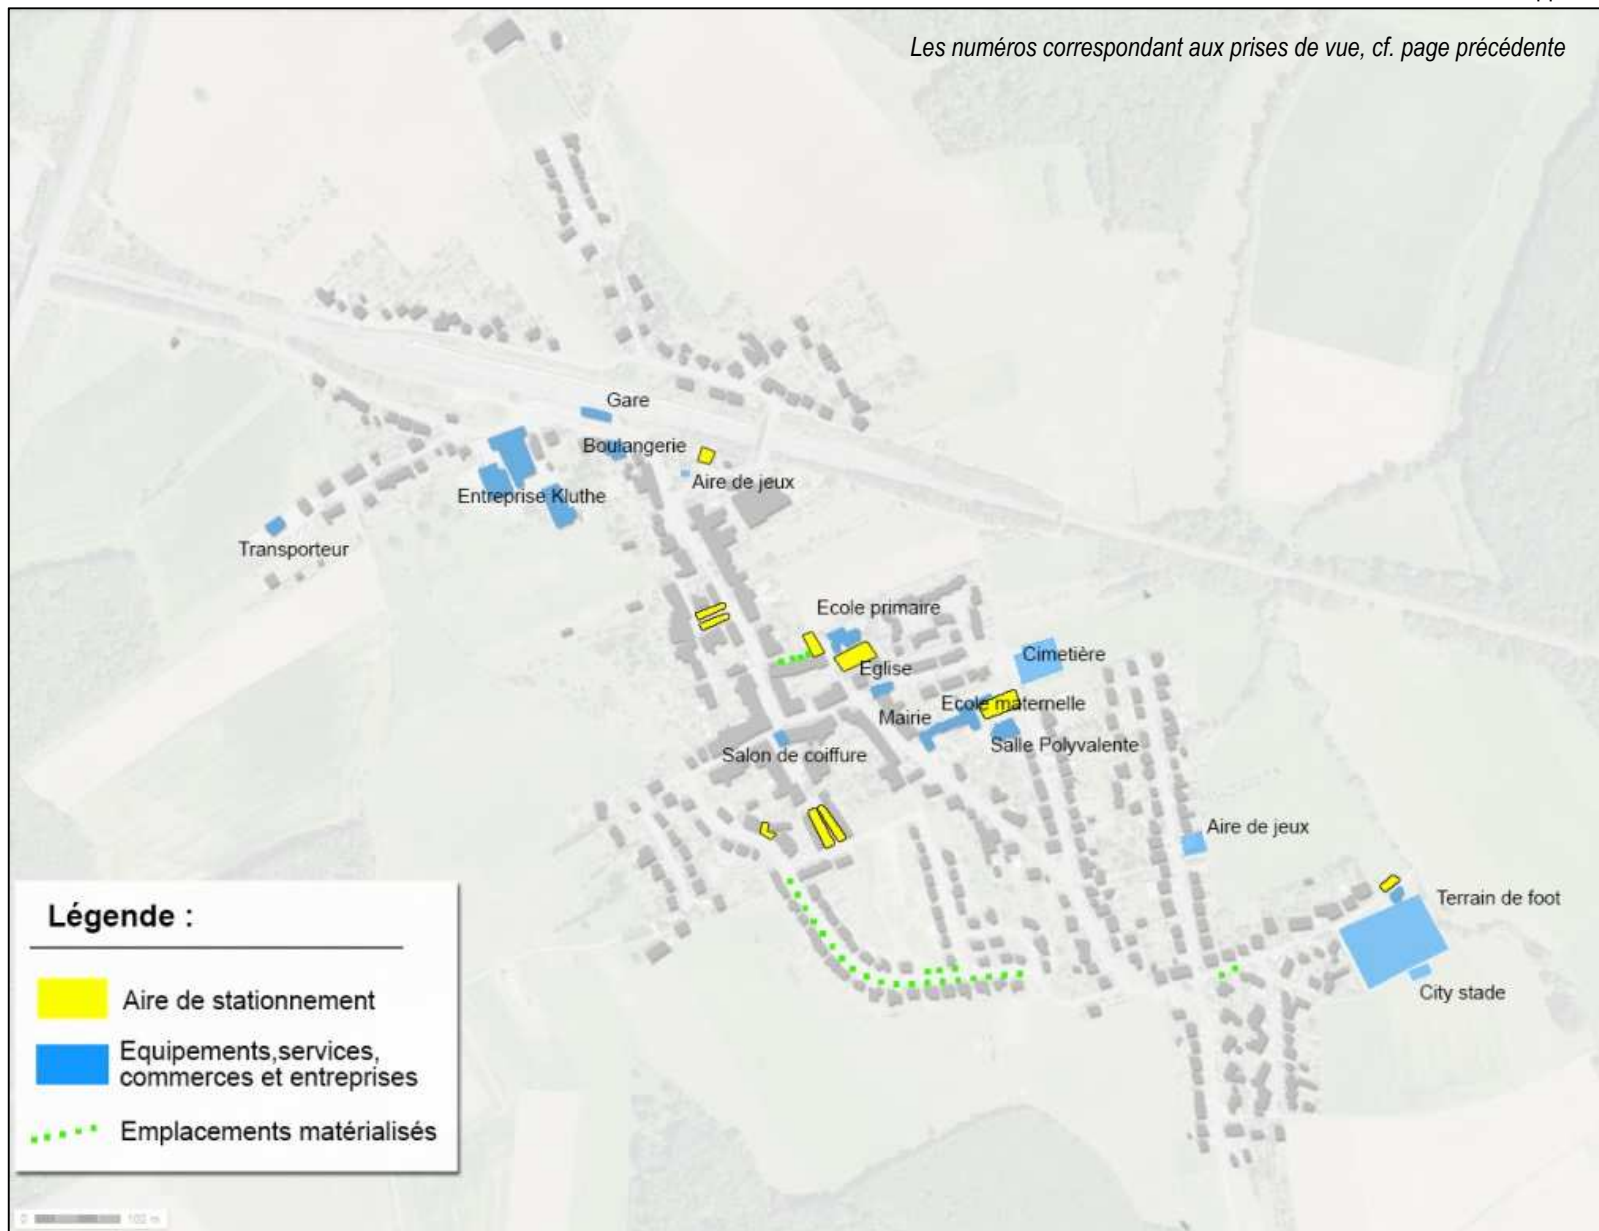 Les numéros correspondant aux prises de vue, cf. page précédente
Gare
Boulangerie
Aire de jeux
Entreprise Kluthe
Transporteur
Ecole primaire
Eglise
Cimetière
Ecole maternelle
Mairie
Salle Polyvalente
Salon de coiffure
Aire de jeux
Terrain de foot
City stade
Légende :
Aire de stationnement
Equipements,services,
commerces et entreprises
Emplacements matérialisés
0 100 m